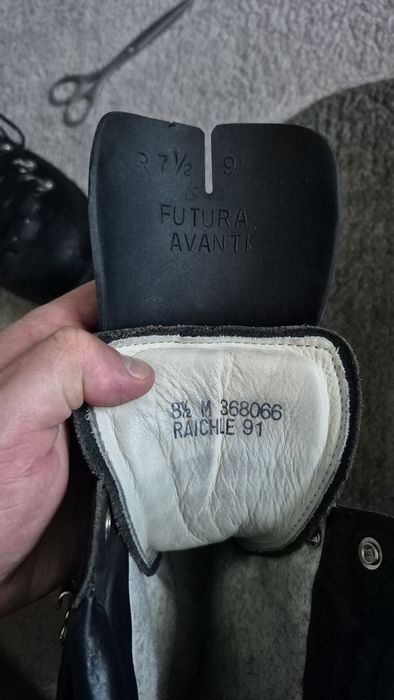 R 7½ 9
&
FUTURA
AVANTI
8½ M 368066
RAICHLE 91